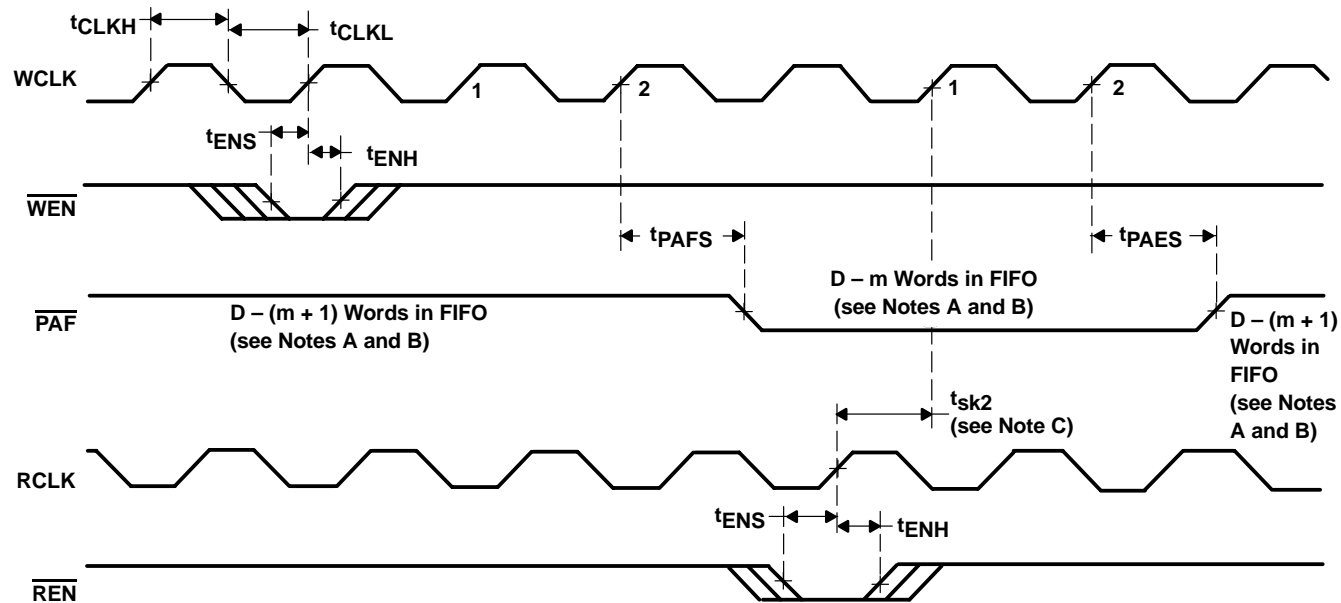 tCLKH
tCLKL
WCLK
1
2
1
2
tENS
tENH
WEN
tPAFS
tPAES
PAF
D – (m + 1) Words in FIFO
(see Notes A and B)
D – m Words in FIFO
(see Notes A and B)
D – (m + 1)
Words in
FIFO
(see Notes
A and B)
tsk2
(see Note C)
RCLK
tENS
tENH
REN